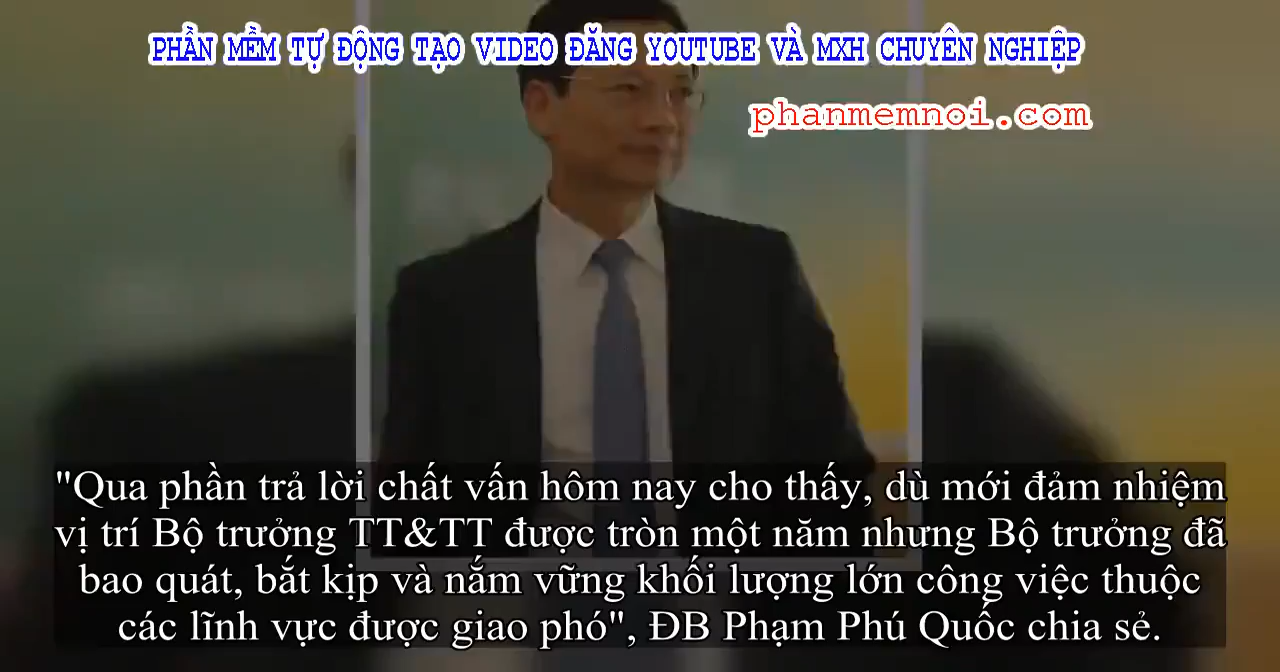 PHẦN MỀM TỰ ĐỘNG TẠO VIDEO ĐĂNG YOUTUBE VÀ MXH CHUYÊN NGHIỆP
phanmemnoi.com
"Qua phần trả lời chất vấn hôm nay cho thấy, dù mới đảm nhiệm
vị trí Bộ trưởng TT&TT được tròn một năm nhưng Bộ trưởng đã
bao quát, bắt kịp và nắm vững khối lượng lớn công việc thuộc
các lĩnh vực được giao phó", ĐB Phạm Phú Quốc chia sẻ.